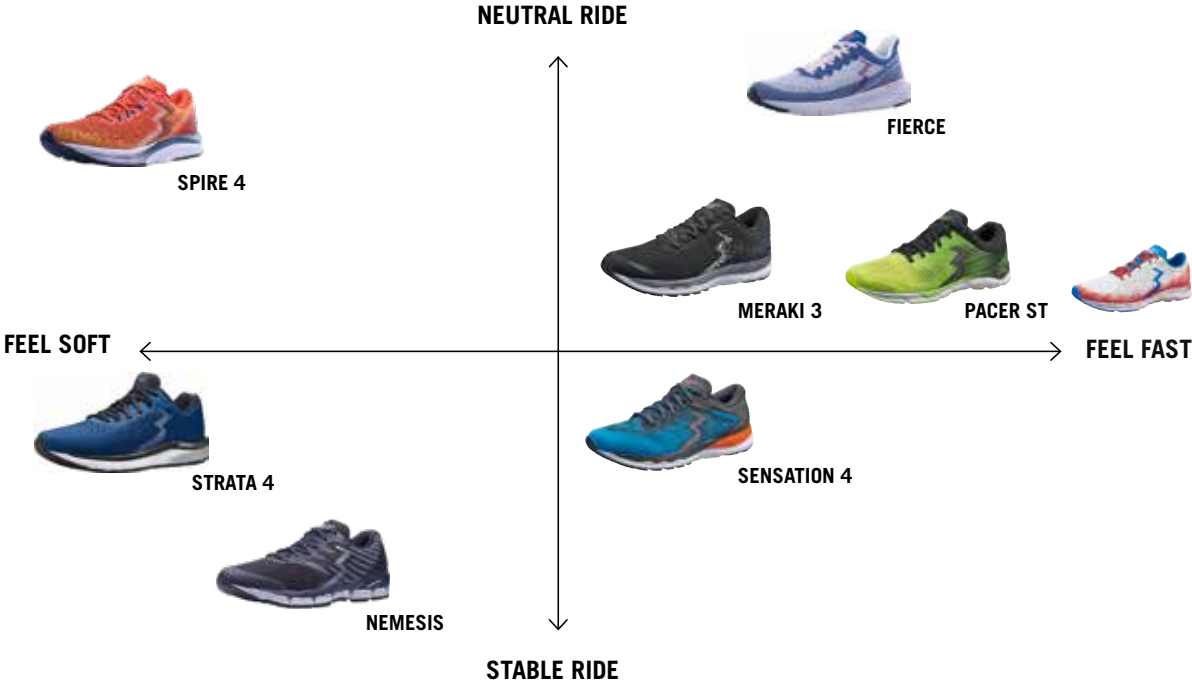 NEUTRAL RIDE
FIERCE
SPIRE 4
MERAKI 3
PACER ST
FEEL SOFT
FEEL FAST
STRATA 4
SENSATION 4
NEMESIS
STABLE RIDE